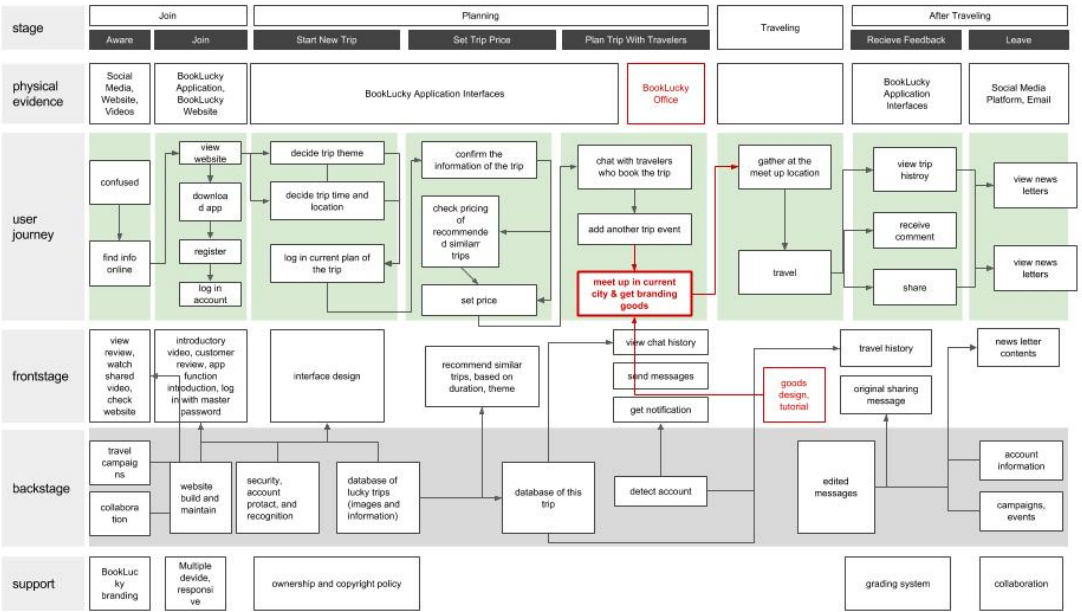 stage
Join
Planning
Traveling
After Traveling
Aware
Join
Start New Trip
Set Trip Price
Plan Trip With Travelers
Recieve Feedback
Leave
physical
evidence
Social
Media,
Website,
Videos
BookLucky
Application,
BookLucky
Website
BookLucky Application Interfaces
BookLucky
Office
BookLucky
Application
Interfaces
Social Media
Platform, Email
user
journey
confused
find info
online
view
website
downloa
d app
register
log in
account
decide trip theme
decide trip time and
location
log in current plan of
the trip
confirm the
information of the trip
check pricing
of
recommende
d similarr
trips
set price
chat with travelers
who book the trip
add another trip event
meet up in current
city & get branding
goods
gather at the
meet up location
travel
view trip
histroy
receive
comment
share
view news
letters
view news
letters
frontstage
view
review,
watch
shared
video,
check
website
introductory
video, customer
review, app
function
introduction, log
in with master
password
interface design
recommend similar
trips, based on
duration, theme
view chat history
send messages
get notification
goods
design,
tutorial
travel history
original sharing
message
news letter
contents
backstage
travel
campaig
ns
collabora
tion
website
build and
maintain
security,
account
protact, and
recognition
database of
lucky trips
(images and
information)
database of this
trip
detect account
edited
messages
account
information
campaigns,
events
support
BookLuc
ky
branding
Multiple
devide,
responsi
ve
ownership and copyright policy
grading system
collaboration